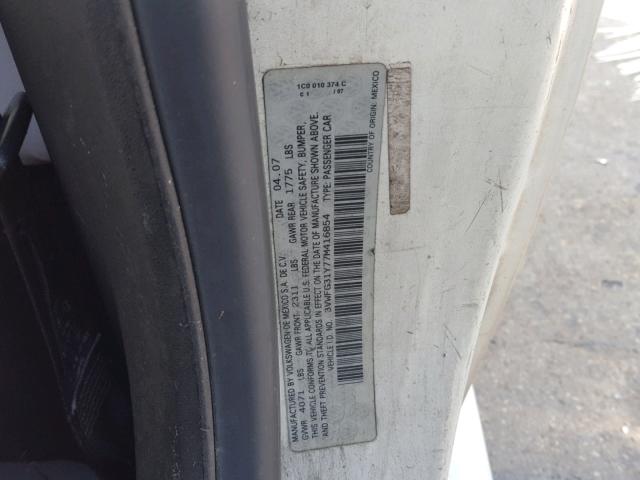 1C0 010 374 C
C 1 / 07
MANUFACTURED BY VOLKSWAGEN DE MEXICO S.A. DE C.V. DATE 04..07
GVWR 4071 LBS GAWR FRONT 2311 LBS GAWR REAR 1775 LBS
THIS VEHICLE CONFORMS TO ALL APPLICABLE U.S. FEDERAL MOTOR VEHICLE SAFETY, BUMPER,
AND THEFT PREVENTION STANDARDS IN EFFECT ON THE DATE OF MANUFACTURE SHOWN ABOVE.
VEHICLE I.D. NO. 3VWFG31Y77M416854 TYPE: PASSENGER CAR
COUNTRY OF ORIGIN: MEXICO